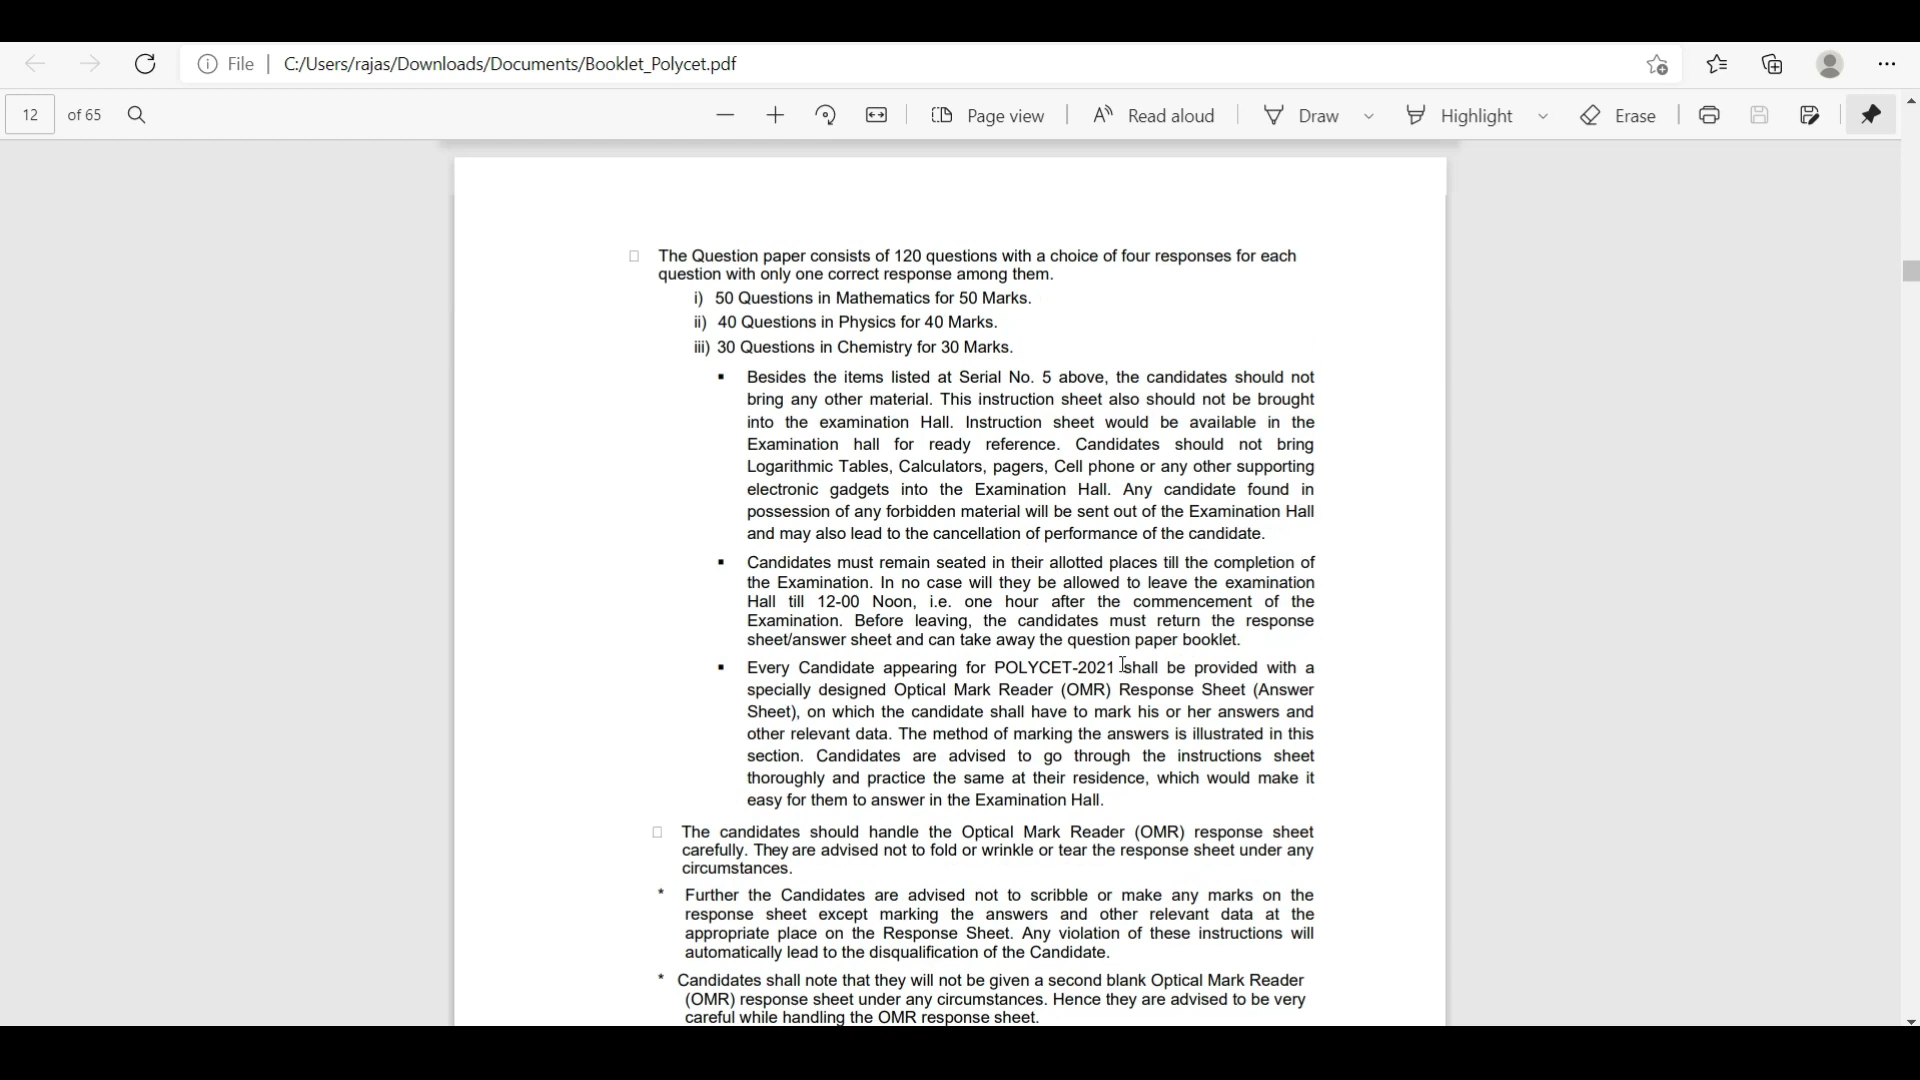 File
C:/Users/rajas/Downloads/Documents/Booklet_Polycet.pdf
12 of 65
Page view
Read aloud
Draw
Highlight
Erase
The Question paper consists of 120 questions with a choice of four responses for each
question with only one correct response among them.
i) 50 Questions in Mathematics for 50 Marks.
ii) 40 Questions in Physics for 40 Marks.
iii) 30 Questions in Chemistry for 30 Marks.
▪ Besides the items listed at Serial No. 5 above, the candidates should not
bring any other material. This instruction sheet also should not be brought
into the examination Hall. Instruction sheet would be available in the
Examination hall for ready reference. Candidates should not bring
Logarithmic Tables, Calculators, pagers, Cell phone or any other supporting
electronic gadgets into the Examination Hall. Any candidate found in
possession of any forbidden material will be sent out of the Examination Hall
and may also lead to the cancellation of performance of the candidate.
▪ Candidates must remain seated in their allotted places till the completion of
the Examination. In no case will they be allowed to leave the examination
Hall till 12-00 Noon, i.e. one hour after the commencement of the
Examination. Before leaving, the candidates must return the response
sheet/answer sheet and can take away the question paper booklet.
▪ Every Candidate appearing for POLYCET-2021 shall be provided with a
specially designed Optical Mark Reader (OMR) Response Sheet (Answer
Sheet), on which the candidate shall have to mark his or her answers and
other relevant data. The method of marking the answers is illustrated in this
section. Candidates are advised to go through the instructions sheet
thoroughly and practice the same at their residence, which would make it
easy for them to answer in the Examination Hall.
The candidates should handle the Optical Mark Reader (OMR) response sheet
carefully. They are advised not to fold or wrinkle or tear the response sheet under any
circumstances.
* Further the Candidates are advised not to scribble or make any marks on the
response sheet except marking the answers and other relevant data at the
appropriate place on the Response Sheet. Any violation of these instructions will
automatically lead to the disqualification of the Candidate.
* Candidates shall note that they will not be given a second blank Optical Mark Reader
(OMR) response sheet under any circumstances. Hence they are advised to be very
careful while handling the OMR response sheet.